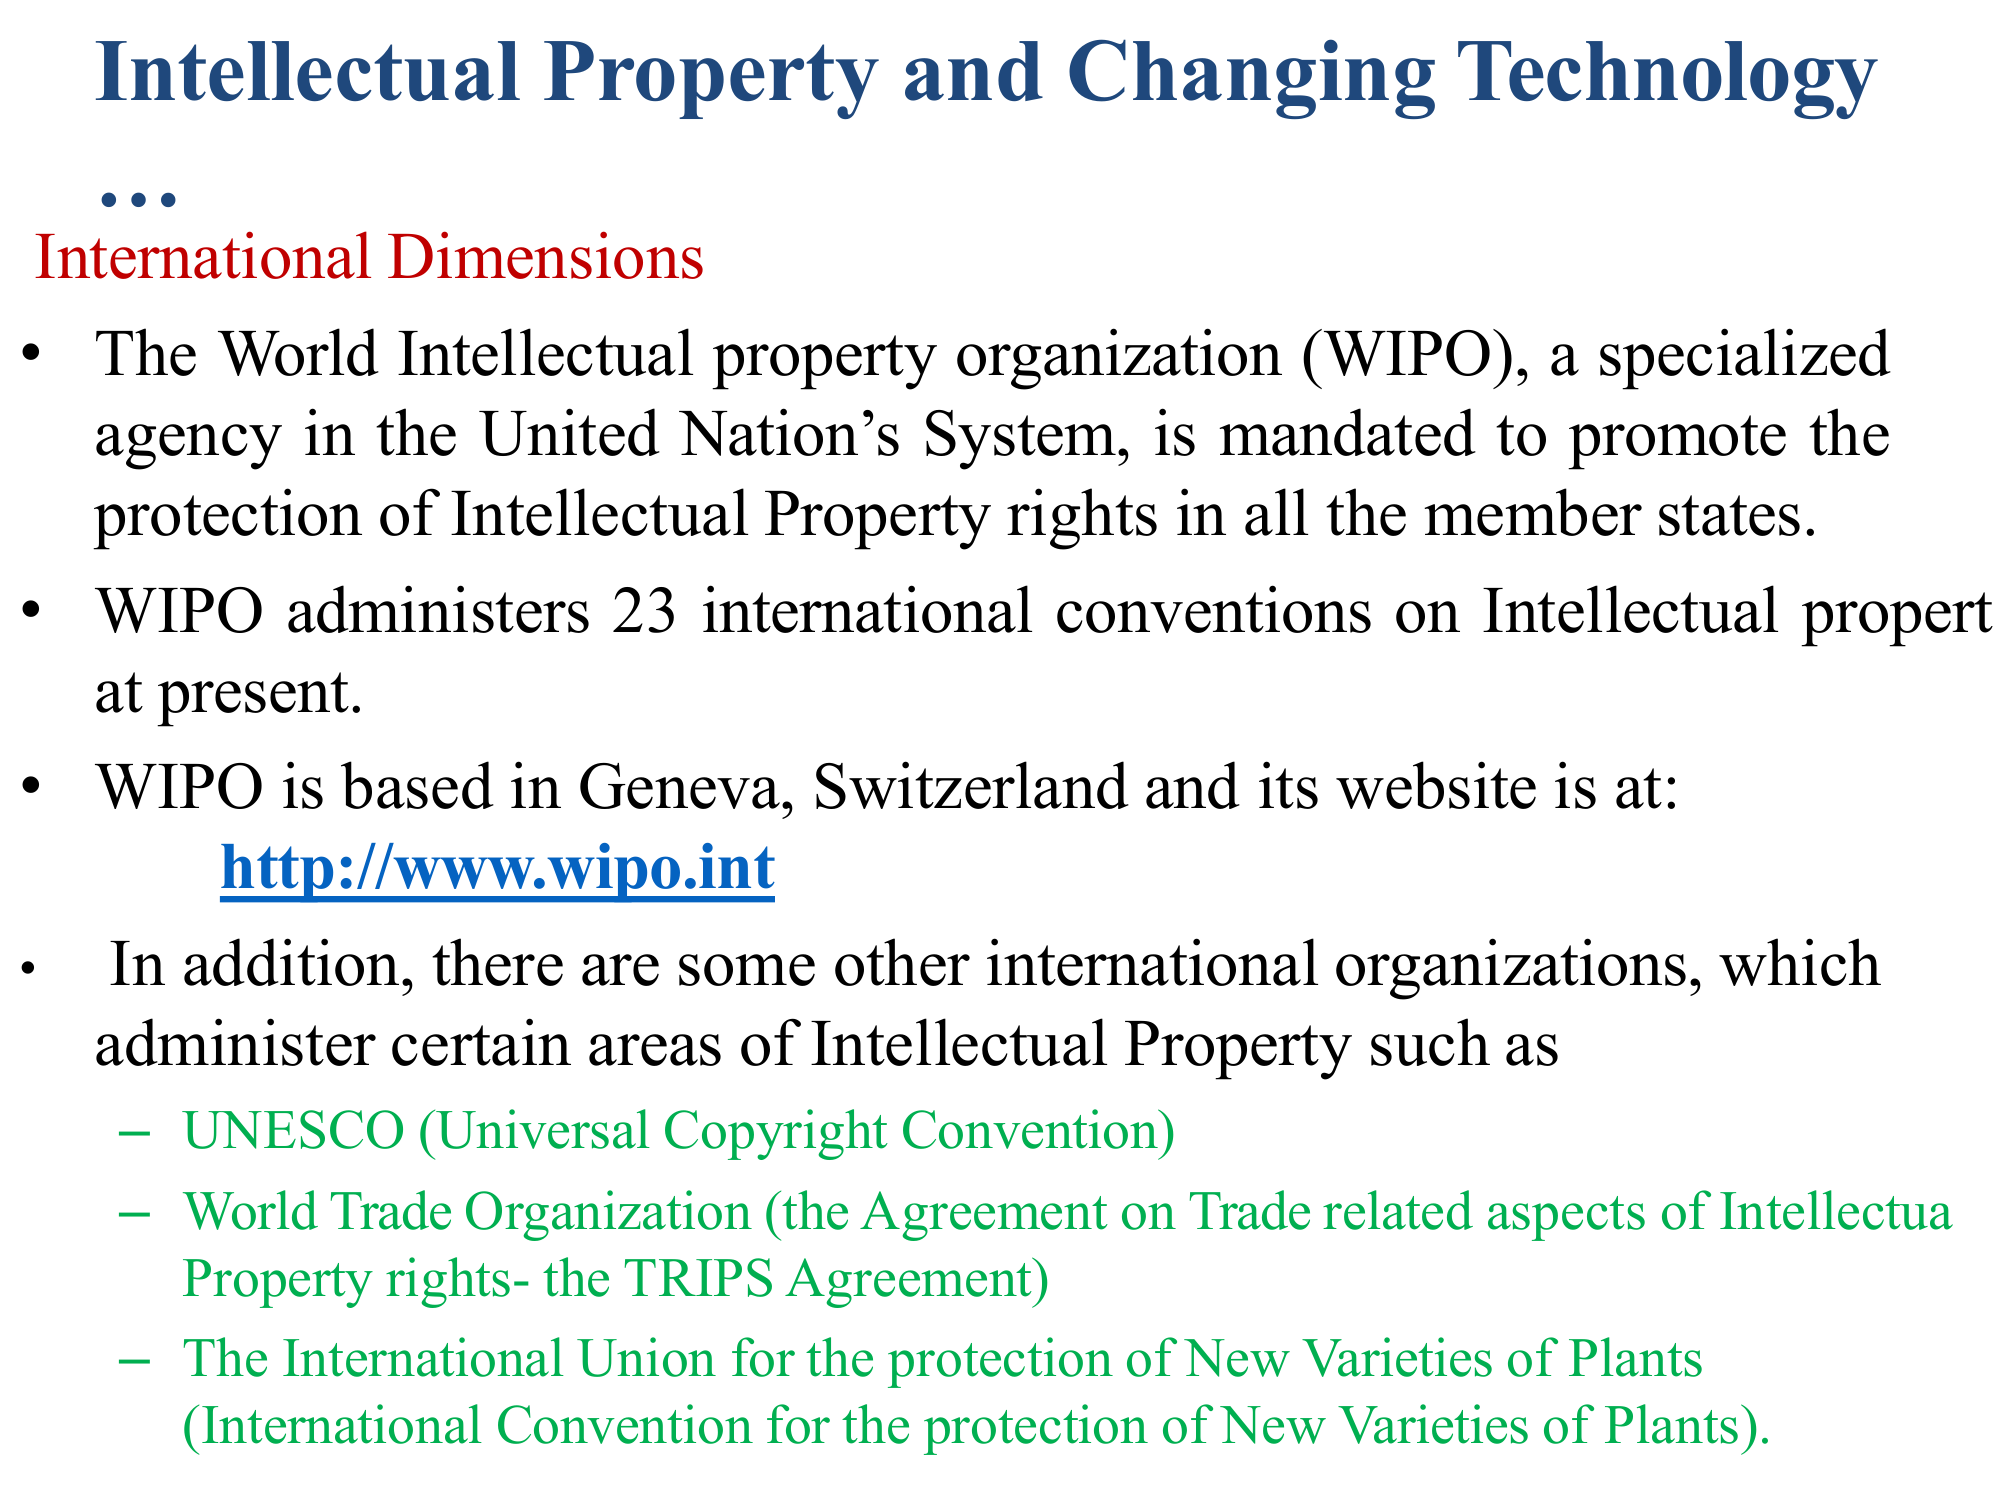 Intellectual Property and Changing Technology
…
International Dimensions
• The World Intellectual property organization (WIPO), a specialized
agency in the United Nation’s System, is mandated to promote the
protection of Intellectual Property rights in all the member states.
• WIPO administers 23 international conventions on Intellectual propert
at present.
• WIPO is based in Geneva, Switzerland and its website is at:
http://www.wipo.int
• In addition, there are some other international organizations, which
administer certain areas of Intellectual Property such as
– UNESCO (Universal Copyright Convention)
– World Trade Organization (the Agreement on Trade related aspects of Intellectua
Property rights- the TRIPS Agreement)
– The International Union for the protection of New Varieties of Plants
(International Convention for the protection of New Varieties of Plants).